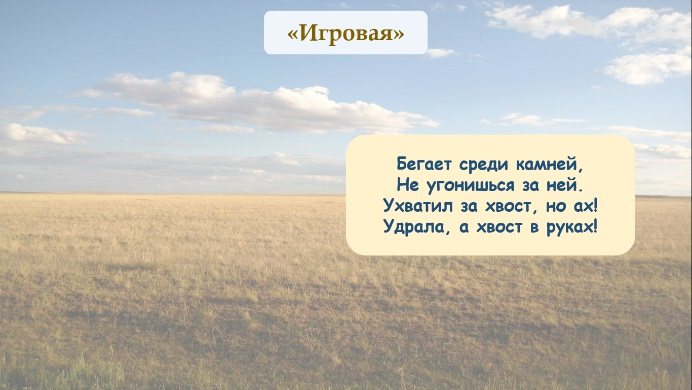 «Игровая»
Бегает среди камней,
Не угонишься за ней.
Ухватил за хвост, но ах!
Удрала, а хвост в руках!